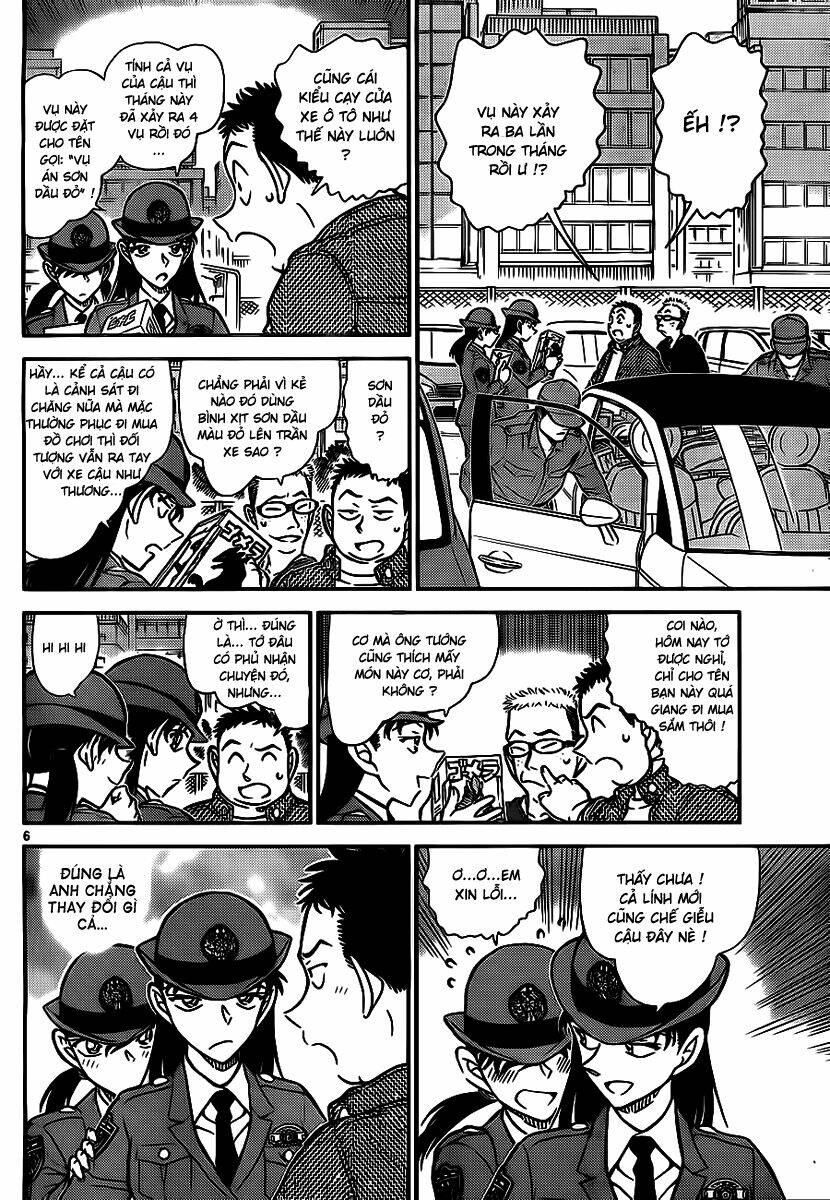 ẾH !?
VỤ NÀY XẢY
RA BA LẦN
TRONG THÁNG
RỒI Ư !?
CŨNG CÁI
KIỂU CẠY CỬA
XE Ô TÔ NHƯ
THẾ NÀY LUÔN
?
TÍNH CẢ VỤ
CỦA CẬU THÌ
THÁNG NÀY
ĐÃ XẢY RA 4
VỤ RỒI ĐÓ
...
VỤ NÀY
ĐƯỢC ĐẶT
CHO TÊN
GỌI: "VỤ
ÁN SƠN
DẦU ĐỎ" !
SƠN
DẦU ĐỎ
?
CHẲNG PHẢI VÌ KẺ
NÀO ĐÓ DÙNG
BÌNH XỊT SƠN DẦU
MÀU ĐỎ LÊN TRẦN
XE SAO ?
HẦY... KỂ CẢ CẬU CÓ
LÀ CẢNH SÁT ĐI
CHĂNG NỮA MÀ MẶC
THƯỜNG PHỤC ĐI MUA
ĐỒ CHƠI THÌ ĐỐI
TƯỢNG VẪN RA TAY
VỚI XE CẬU NHƯ
THƯỜNG...
COI NÀO,
HÔM NAY TỚ
ĐƯỢC NGHỈ,
CHỈ CHO TÊN
BẠN NÀY QUÁ
GIANG ĐI MUA
SẮM THÔI !
CƠ MÀ ÔNG TƯỚNG
CŨNG THÍCH MẤY
MÓN NÀY CƠ, PHẢI
KHÔNG ?
Ờ THÌ... ĐÚNG
LÀ... TỚ ĐÂU
CÓ PHỦ NHẬN
CHUYỆN ĐÓ,
NHƯNG...
HI HI HI
6
THẤY CHƯA !
CẢ LÍNH MỚI
CŨNG CHẾ GIỄU
CẬU ĐÂY NÈ !
Ơ...Ơ...EM
XIN LỖI...
ĐÚNG LÀ
ANH CHẲNG
THAY ĐỔI GÌ
CẢ...